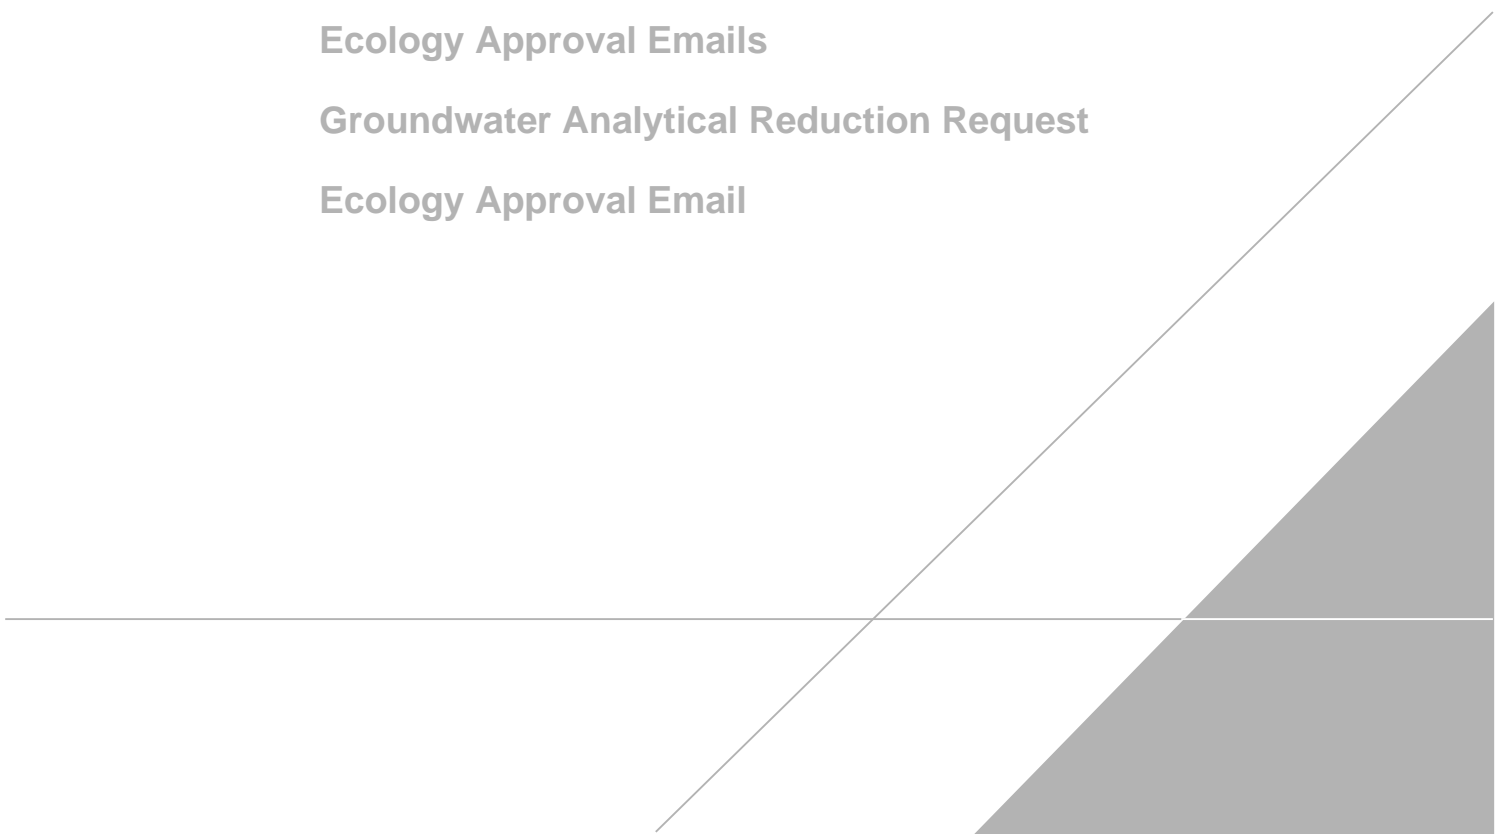 Ecology Approval Emails
Groundwater Analytical Reduction Request
Ecology Approval Email